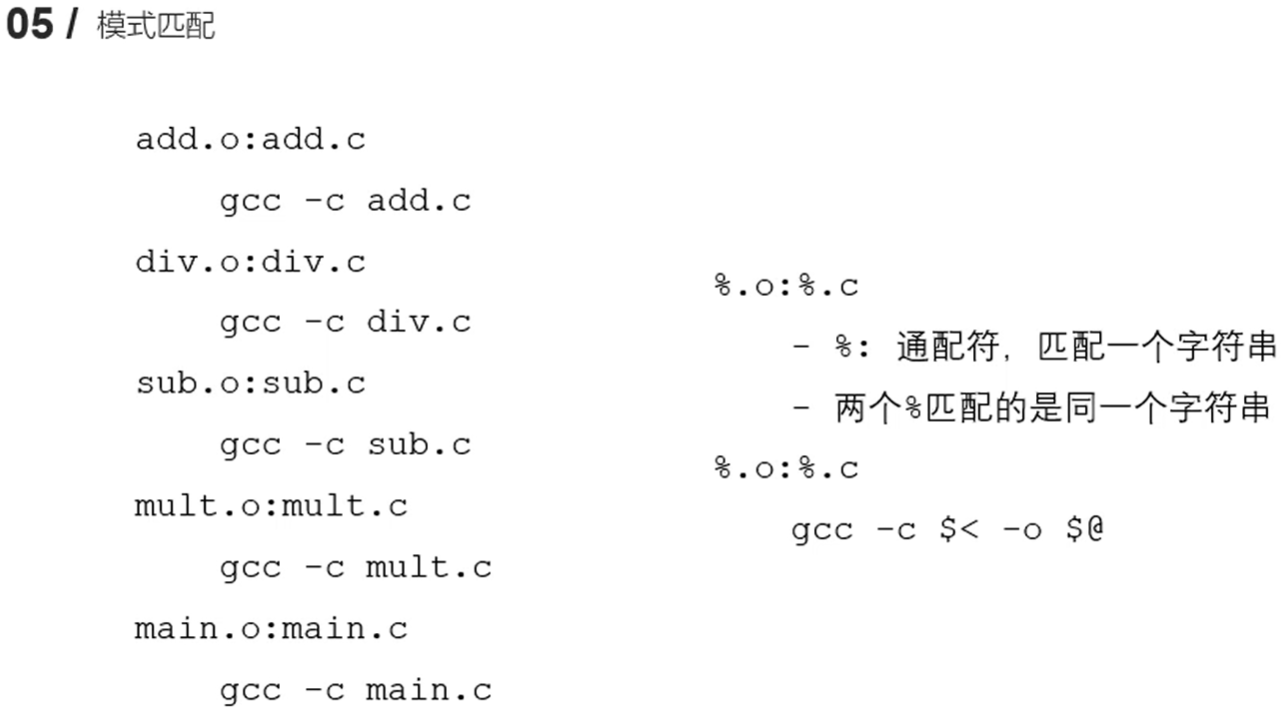 05 / 模式匹配
add.o:add.c
gcc -c add.c
div.o:div.c
gcc -c div.c
sub.o:sub.c
gcc -c sub.c
mult.o:mult.c
gcc -c mult.c
main.o:main.c
gcc -c main.c
%.o:%.c
- %: 通配符, 匹配一个字符串
- 两个%匹配的是同一个字符串
%.o:%.c
gcc -c $< -o $@